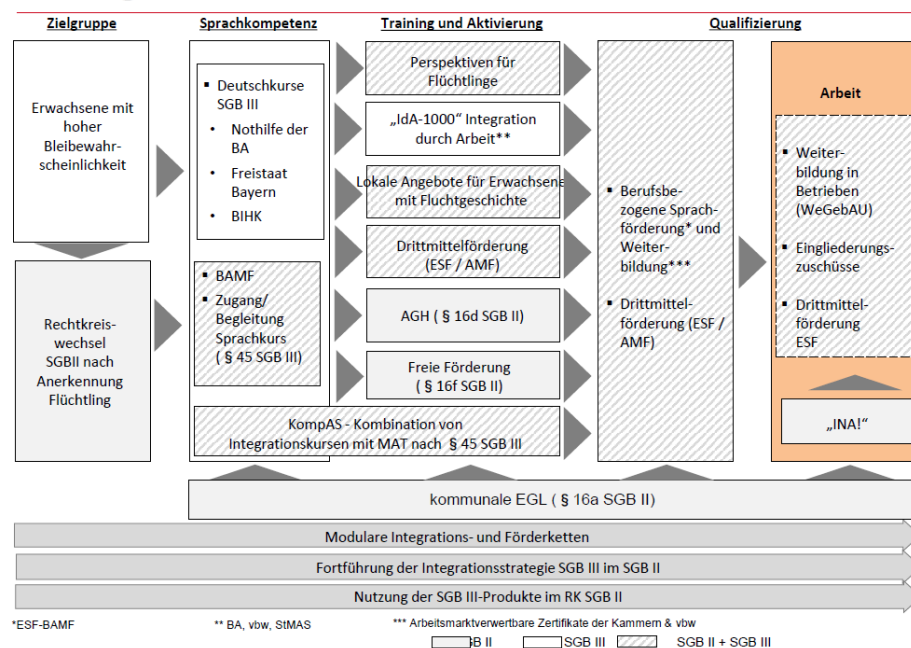 Zielgruppe
Sprachkompetenz
Training und Aktivierung
Qualifizierung
Erwachsene mit
hoher
Bleibewahr-
scheinlichkeit
Rechtkreis-
wechsel
SGBII nach
Anerkennung
Flüchtling
▪ Deutschkurse
SGB III
• Nothilfe der
BA
• Freistaat
Bayern
• BIHK
▪ BAMF
▪ Zugang/
Begleitung
Sprachkurs
( § 45 SGB III)
Perspektiven für
Flüchtlinge
„IdA-1000“ Integration
durch Arbeit**
Lokale Angebote für Erwachsene
mit Fluchtgeschichte
Drittmittelförderung
(ESF / AMF)
AGH ( § 16d SGB II)
Freie Förderung
( § 16f SGB II)
KompAS - Kombination von
Integrationskursen mit MAT nach § 45 SGB III
▪ Berufsbe-
zogene Sprach-
förderung* und
Weiter-
bildung***
▪ Drittmittel-
förderung (ESF /
AMF)
Arbeit
▪ Weiter-
bildung in
Betrieben
(WeGebAU)
▪ Eingliederungs-
zuschüsse
▪ Drittmittel-
förderung
ESF
„INA!“
kommunale EGL ( § 16a SGB II)
Modulare Integrations- und Förderketten
Fortführung der Integrationsstrategie SGB III im SGB II
Nutzung der SGB III-Produkte im RK SGB II
*ESF-BAMF
** BA, vbw, StMAS
*** Arbeitsmarktverwertbare Zertifikate der Kammern & vbw
B II
SGB III
SGB II + SGB III